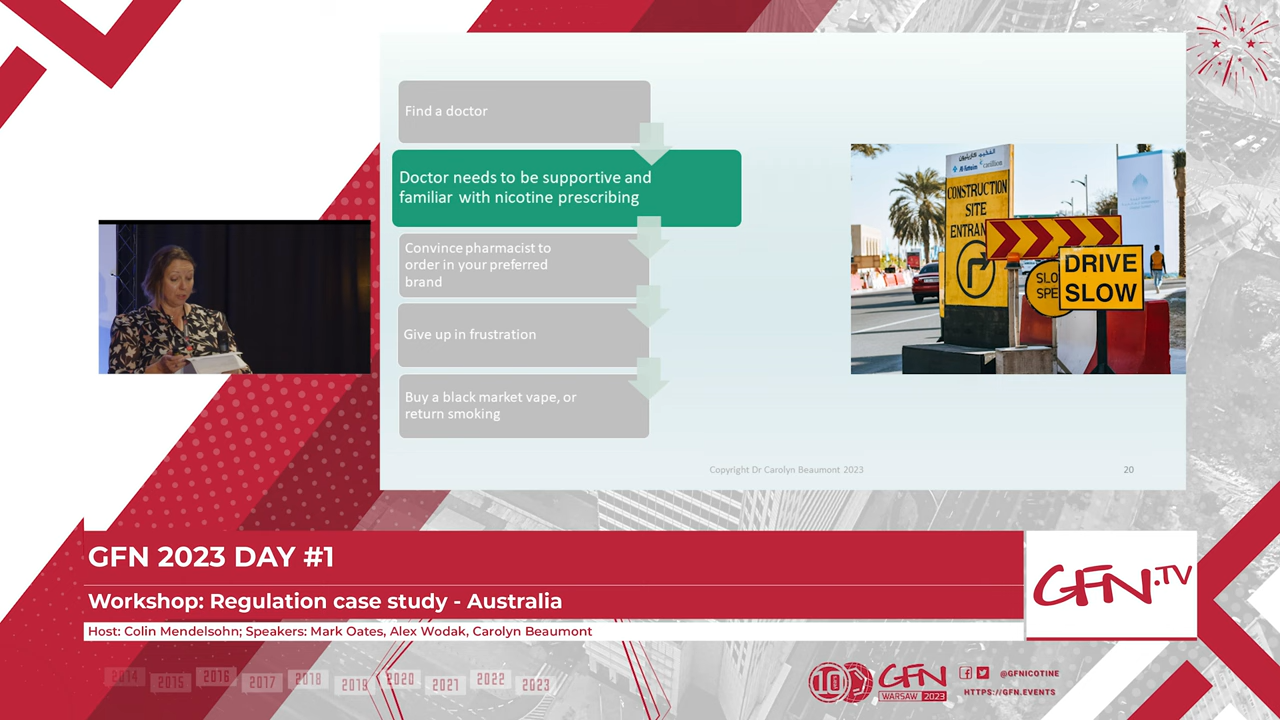 Find a doctor
Doctor needs to be supportive and
familiar with nicotine prescribing
Convince pharmacist to
order in your preferred
brand
Give up in frustration
Buy a black market vape, or
return smoking
CONSTRUCTION
SITE
ENTRAN
SLO
SPE
DRIVE
SLOW
Copyright Dr Carolyn Beaumont 2023
20
GFN 2023 DAY #1
Workshop: Regulation case study - Australia
Host: Colin Mendelsohn; Speakers: Mark Oates, Alex Wodak, Carolyn Beaumont
GFN.TV
2014
2015
2016
2017
2018
2018
2020
2021
2022
2023
10
GFN
WARSAW 2023
@GFNICOTINE
HTTPS://GFN.EVENTS